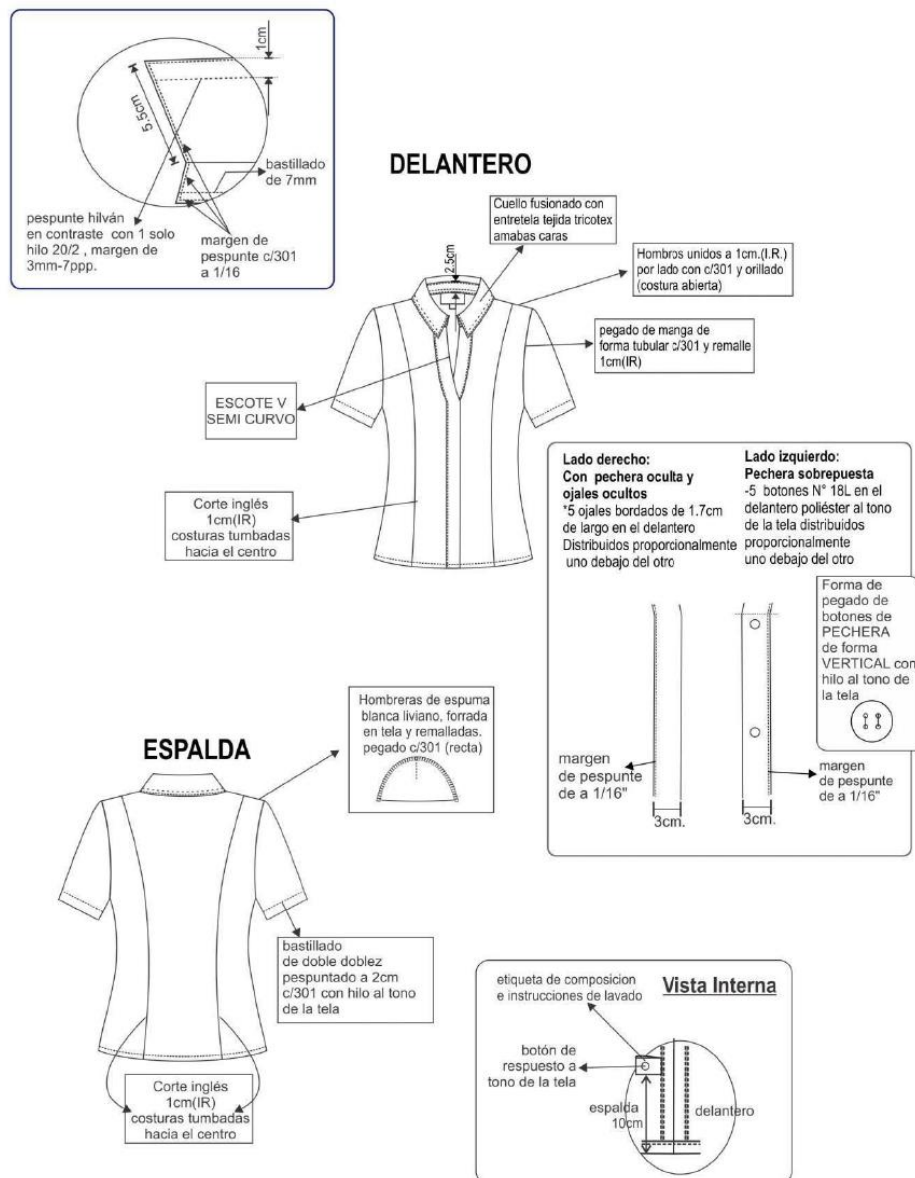 1cm
5.5cm
bastillado
de 7mm
pespunte hilván
en contraste con 1 solo
hilo 20/2 , margen de
3mm-7ppp.
margen de
pespunte c/301
a 1/16
DELANTERO
Cuello fusionado con
entretela tejida tricotex
amabas caras
2.5cm
Hombros unidos a 1cm.(I.R.)
por lado con c/301 y orillado
(costura abierta)
pegado de manga de
forma tubular c/301 y remalle
1cm(IR)
ESCOTE V
SEMI CURVO
Corte inglés
1cm(IR)
costuras tumbadas
hacia el centro
Lado derecho:
Con pechera oculta y
ojales ocultos
*5 ojales bordados de 1.7cm
de largo en el delantero
Distribuidos proporcionalmente
uno debajo del otro
Lado izquierdo:
Pechera sobrepuesta
-5 botones N° 18L en el
delantero poliéster al tono
de la tela distribuidos
proporcionalmente
uno debajo del otro
Forma de
pegado de
botones de
PECHERA
de forma
VERTICAL con
hilo al tono de
la tela
margen
de pespunte
de a 1/16"
3cm.
3cm.
margen
de pespunte
de a 1/16"
ESPALDA
Hombreras de espuma
blanca liviano, forrada
en tela y remalladas.
pegado c/301 (recta)
bastillado
de doble doblez
pespuntado a 2cm
c/301 con hilo al tono
de la tela
Corte inglés
1cm(IR)
costuras tumbadas
hacia el centro
Vista Interna
etiqueta de composicion
e instrucciones de lavado
botón de
respuesto a
tono de la tela
espalda
10cm
delantero